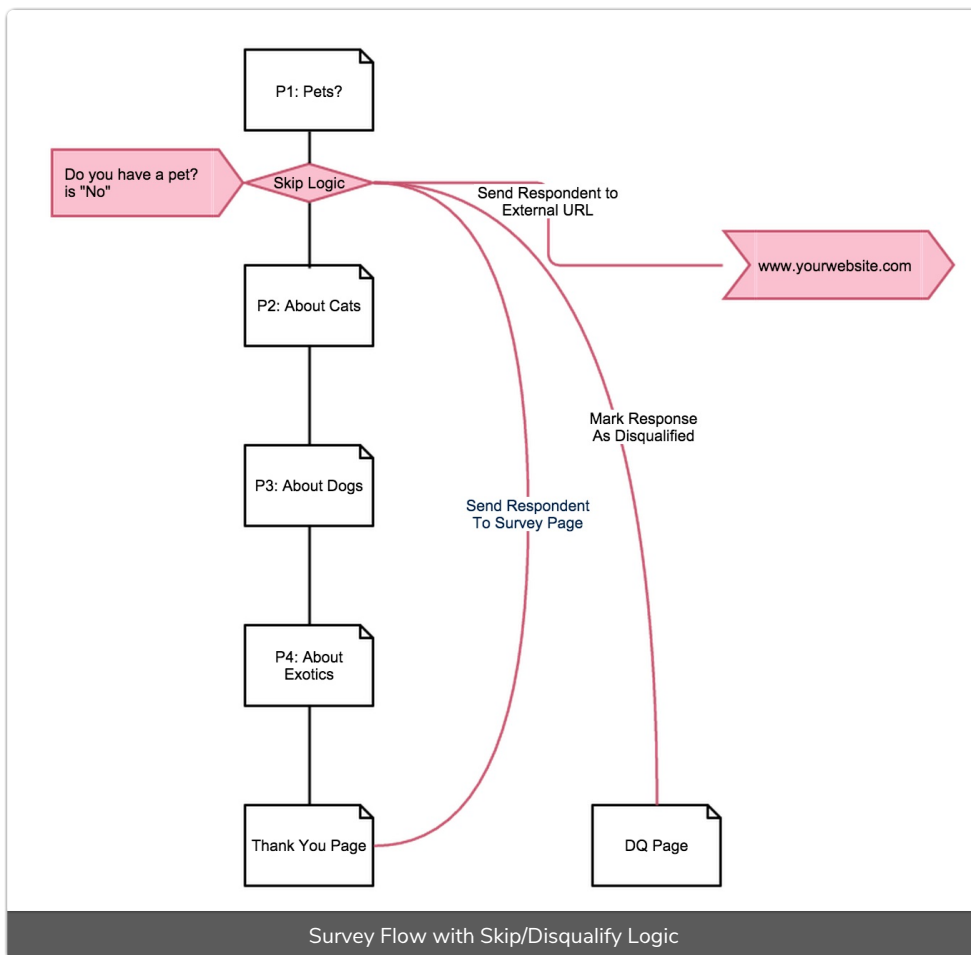 P1: Pets?
Do you have a pet?
is "No"
Skip Logic
Send Respondent to
External URL
www.yourwebsite.com
P2: About Cats
Mark Response
As Disqualified
P3: About Dogs
Send Respondent
To Survey Page
P4: About
Exotics
Thank You Page
DQ Page
Survey Flow with Skip/Disqualify Logic